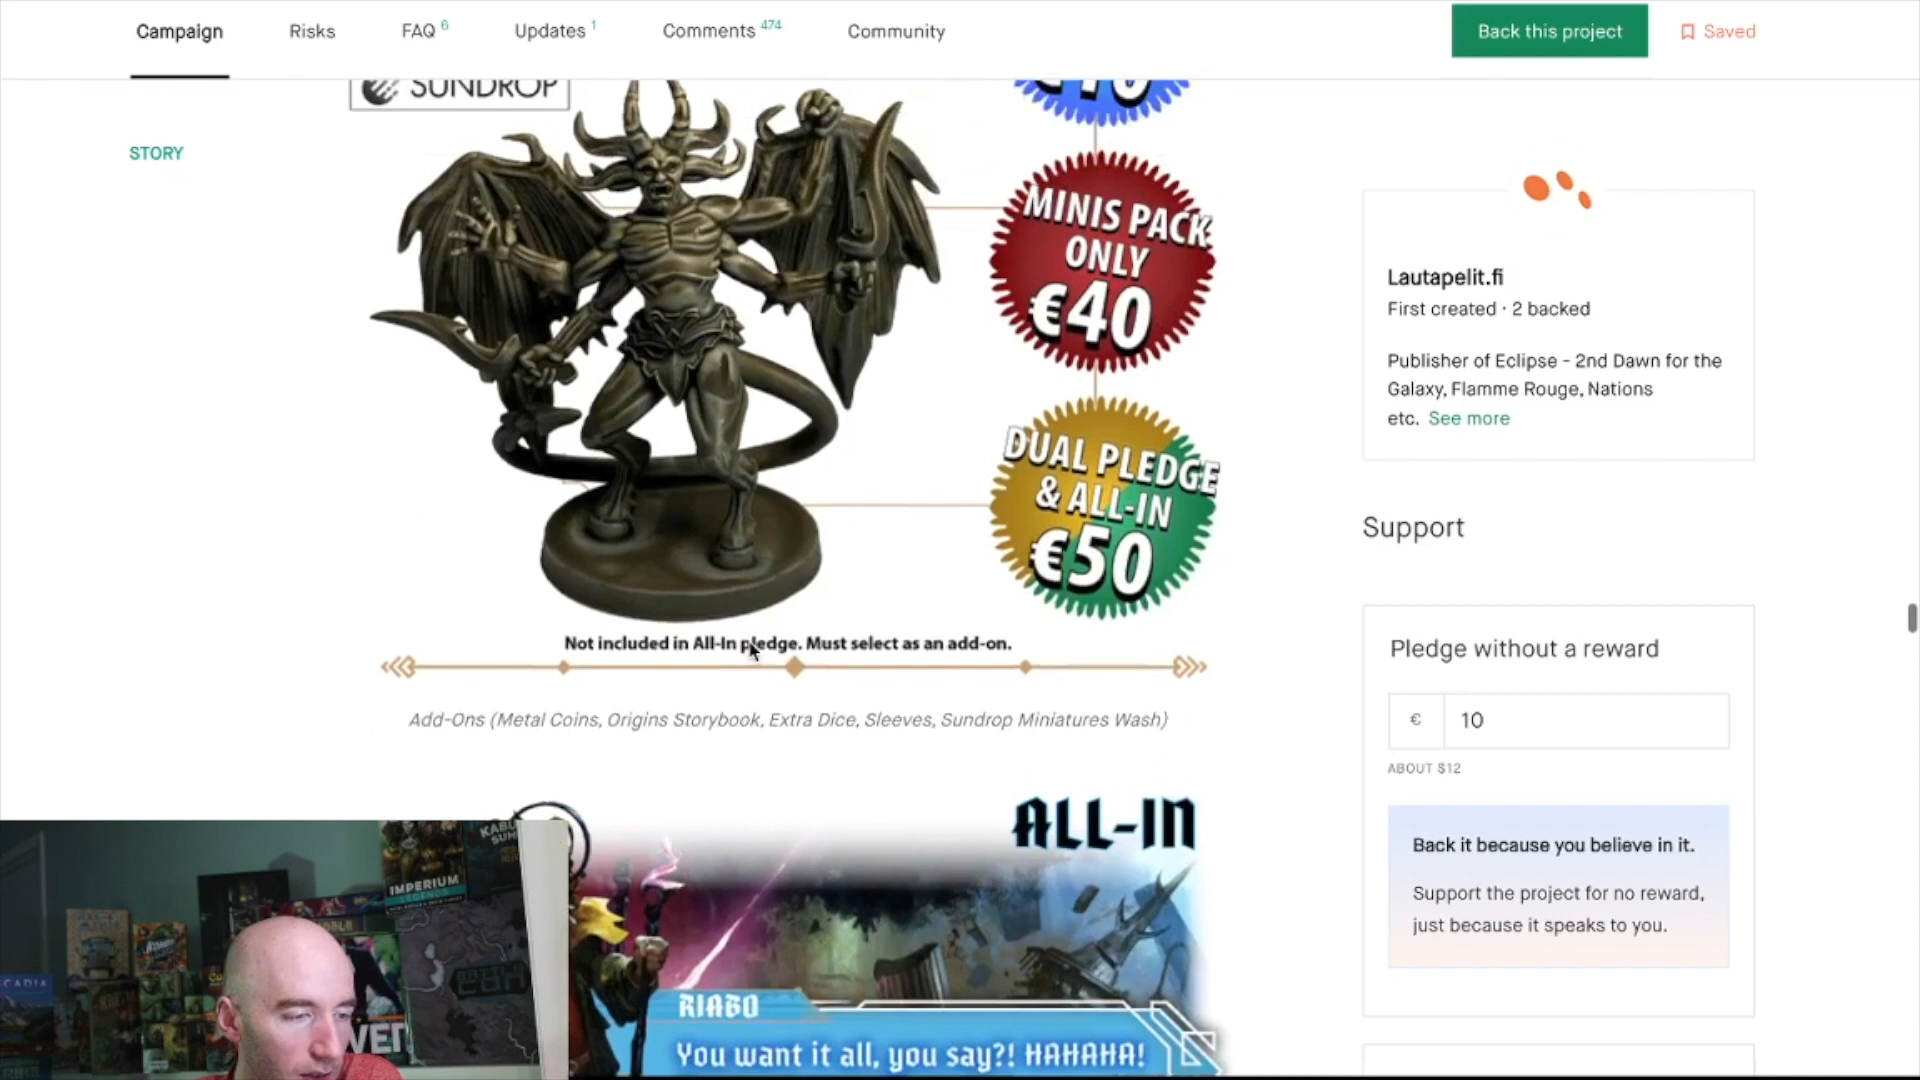 Campaign
Risks
FAQ 6
Updates 1
Comments 474
Community
Back this project
Saved
SUNDROP
STORY
MINIS PACK
ONLY
€40
DUAL PLEDGE
& ALL-IN
€50
Not included in All-In pledge. Must select as an add-on.
Add-Ons (Metal Coins, Origins Storybook, Extra Dice, Sleeves, Sundrop Miniatures Wash)
ALL-IN
RIABO
You want it all, you say?! HAHAHA!
IMPERIUM
LEGENDS
Lautapelit.fi
First created · 2 backed
Publisher of Eclipse - 2nd Dawn for the
Galaxy, Flamme Rouge, Nations
etc. See more
Support
Pledge without a reward
€ 10
ABOUT $12
Back it because you believe in it.
Support the project for no reward,
just because it speaks to you.